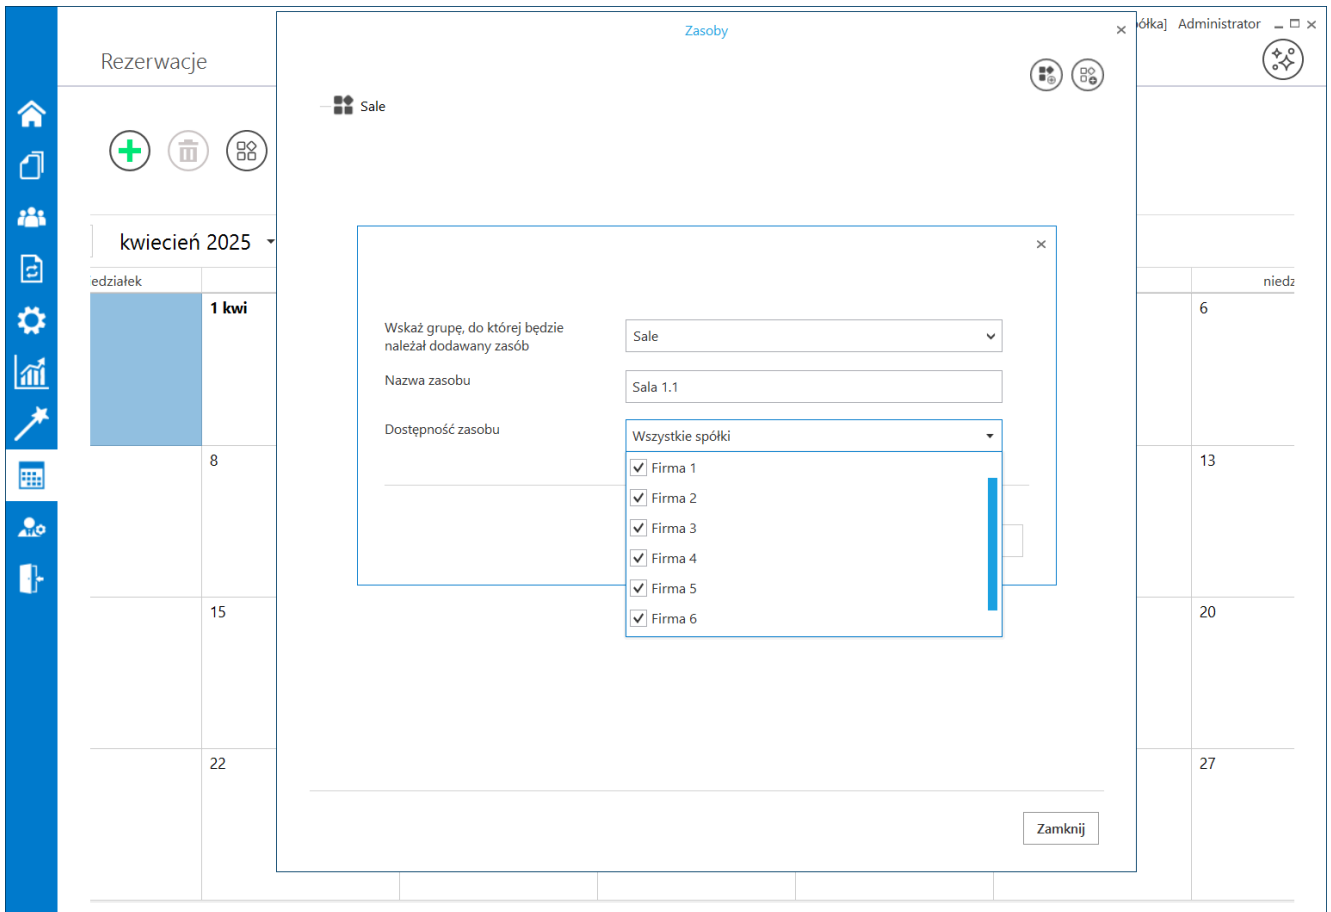 Zasoby
ółka] Administrator
Rezerwacje
Sale
kwiecień 2025
edziałek
niedz
1 kwi
6
Wskaż grupę, do której będzie
należał dodawany zasób
Sale
Nazwa zasobu
Sala 1.1
Dostępność zasobu
Wszystkie spółki
Firma 1
Firma 2
Firma 3
Firma 4
Firma 5
Firma 6
8
13
15
20
22
27
Zamknij